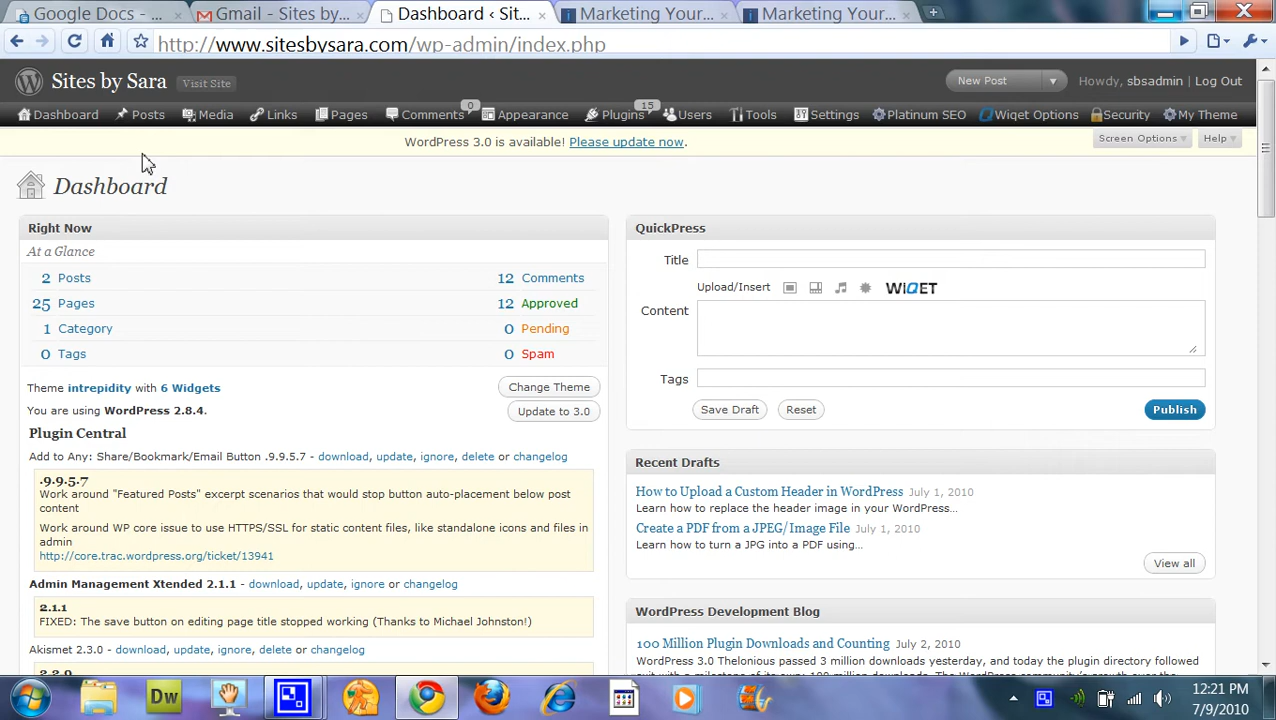 Google Docs - ...
Gmail - Sites by...
Dashboard ‹ Sit...
Marketing Your...
Marketing Your...
http://www.sitesbysara.com/wp-admin/index.php
Sites by Sara
Visit Site
New Post
Howdy, sbsadmin | Log Out
Dashboard
Posts
Media
Links
Pages
Comments 0
Appearance
Plugins 15
Users
Tools
Settings
Platinum SEO
Wiqet Options
Security
My Theme
WordPress 3.0 is available! Please update now.
Screen Options
Help
Dashboard
Right Now
At a Glance
2 Posts
12 Comments
25 Pages
12 Approved
1 Category
0 Pending
0 Tags
0 Spam
Theme intrepidity with 6 Widgets
Change Theme
You are using WordPress 2.8.4.
Update to 3.0
Plugin Central
Add to Any: Share/Bookmark/Email Button .9.9.5.7 - download, update, ignore, delete or changelog
.9.9.5.7
Work around "Featured Posts" excerpt scenarios that would stop button auto-placement below post
content
Work around WP core issue to use HTTPS/SSL for static content files, like standalone icons and files in
admin
http://core.trac.wordpress.org/ticket/13941
Admin Management Xtended 2.1.1 - download, update, ignore or changelog
2.1.1
FIXED: The save button on editing page title stopped working (Thanks to Michael Johnston!)
Akismet 2.3.0 - download, update, ignore, delete or changelog
QuickPress
Title
Upload/Insert
WIQET
Content
Tags
Save Draft
Reset
Publish
Recent Drafts
How to Upload a Custom Header in WordPress July 1, 2010
Learn how to replace the header image in your WordPress...
Create a PDF from a JPEG/Image File July 1, 2010
Learn how to turn a JPG into a PDF using...
View all
WordPress Development Blog
100 Million Plugin Downloads and Counting July 2, 2010
WordPress 3.0 Thelonious passed 3 million downloads yesterday, and today the plugin directory followed
Dw
12:21 PM
7/9/2010